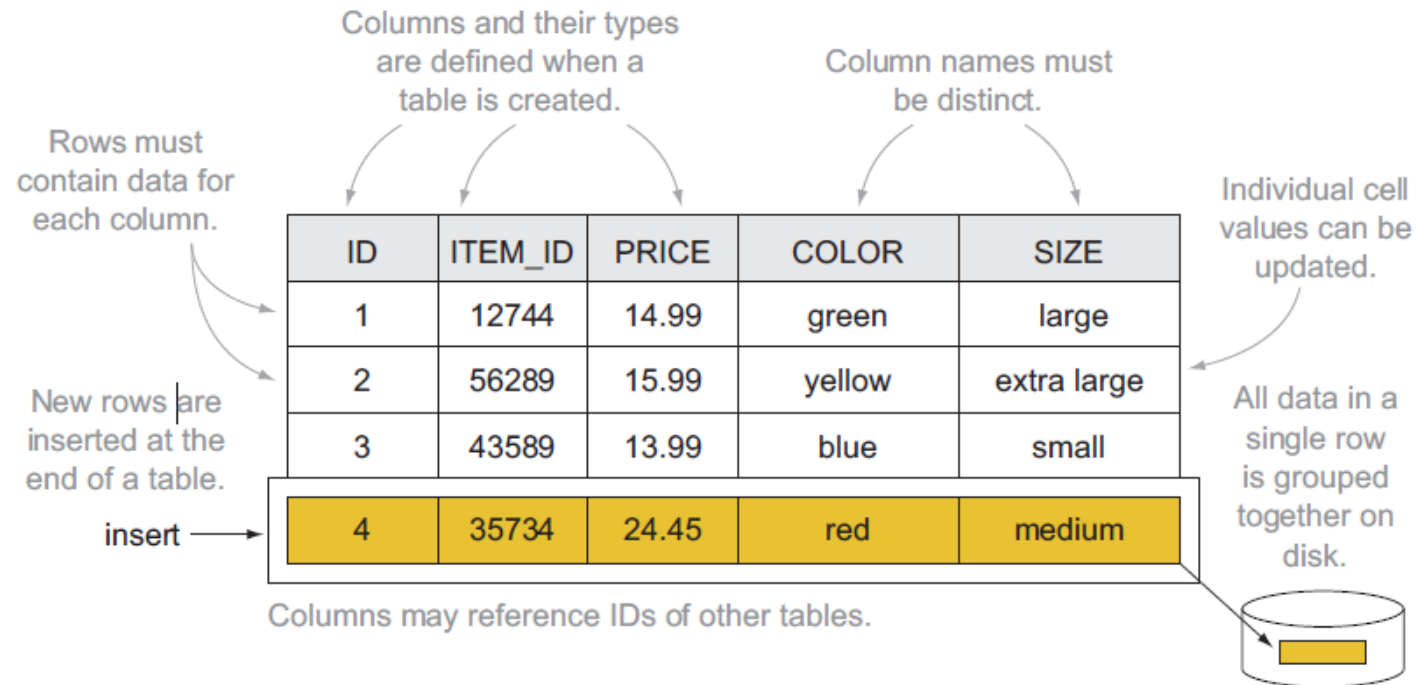 Columns and their types
are defined when a
table is created.
Column names must
be distinct.
Rows must
contain data for
each column.
Individual cell
values can be
updated.
ID ITEM_ID PRICE COLOR SIZE
1 12744 14.99 green large
2 56289 15.99 yellow extra large
3 43589 13.99 blue small
New rows are
inserted at the
end of a table.
All data in a
single row
is grouped
together on
disk.
insert
4 35734 24.45 red medium
Columns may reference IDs of other tables.